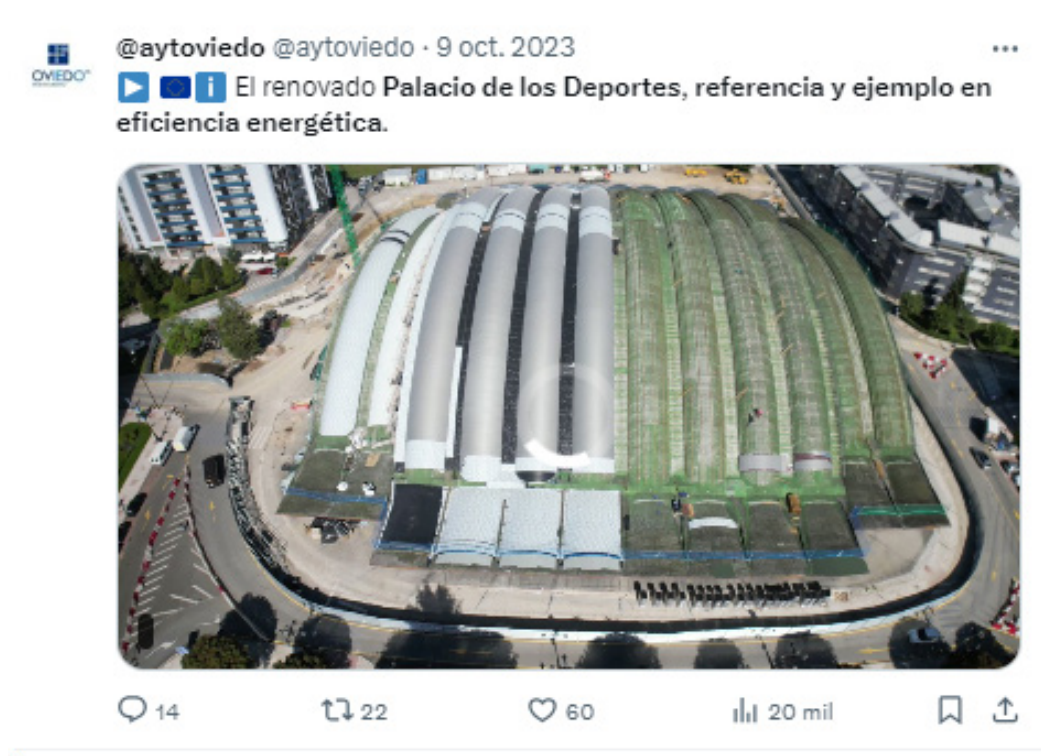 @aytoviedo @aytoviedo · 9 oct. 2023
OVIEDO
▶️ 🇪🇺 ℹ️ El renovado Palacio de los Deportes, referencia y ejemplo en
eficiencia energética.
14 22 60 20 mil